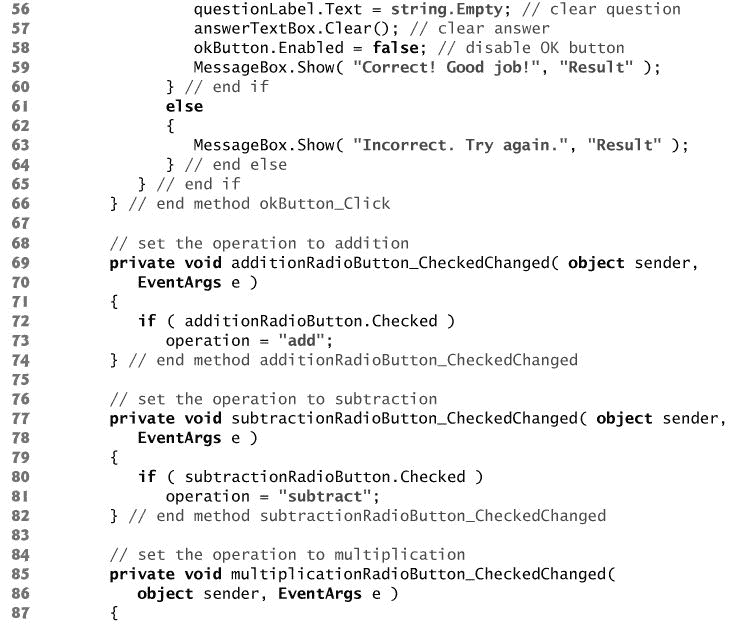 56 questionLabel.Text = string.Empty; // clear question
57 answerTextBox.Clear(); // clear answer
58 okButton.Enabled = false; // disable OK button
59 MessageBox.Show( "Correct! Good job!", "Result" );
60 } // end if
61 else
62 {
63 MessageBox.Show( "Incorrect. Try again.", "Result" );
64 } // end else
65 } // end if
66 } // end method okButton_Click
67
68 // set the operation to addition
69 private void additionRadioButton_CheckedChanged( object sender,
70 EventArgs e )
71 {
72 if ( additionRadioButton.Checked )
73 operation = "add";
74 } // end method additionRadioButton_CheckedChanged
75
76 // set the operation to subtraction
77 private void subtractionRadioButton_CheckedChanged( object sender,
78 EventArgs e )
79 {
80 if ( subtractionRadioButton.Checked )
81 operation = "subtract";
82 } // end method subtractionRadioButton_CheckedChanged
83
84 // set the operation to multiplication
85 private void multiplicationRadioButton_CheckedChanged(
86 object sender, EventArgs e )
87 {